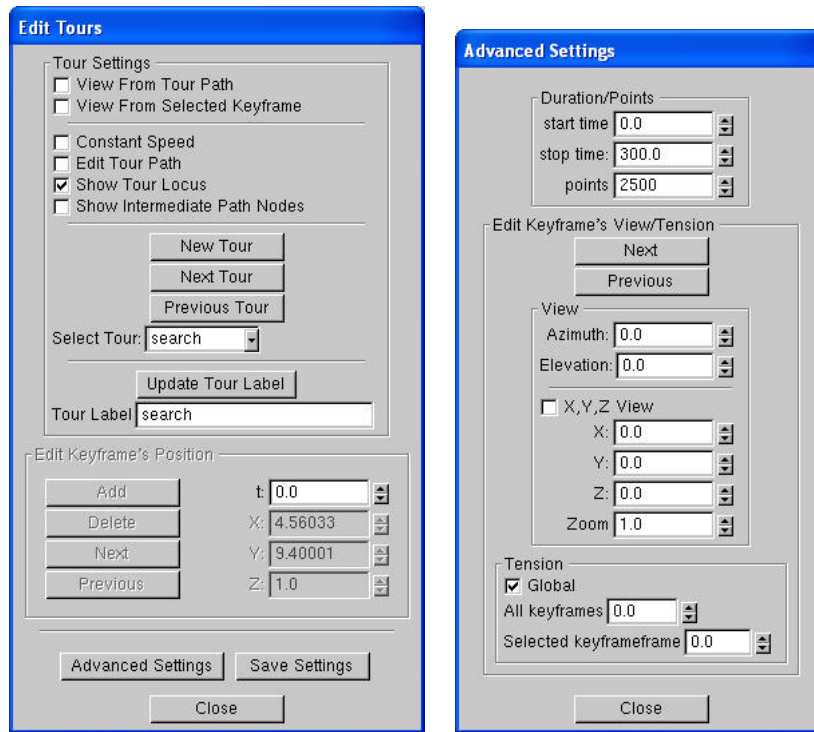 Edit Tours
Tour Settings
View From Tour Path
View From Selected Keyframe
Constant Speed
Edit Tour Path
Show Tour Locus
Show Intermediate Path Nodes
New Tour
Next Tour
Previous Tour
Select Tour: search
Update Tour Label
Tour Label search
Edit Keyframe's Position
Add t: 0.0
Delete X: 4.56033
Next Y: 9.40001
Previous Z: 1.0
Advanced Settings Save Settings
Close
Advanced Settings
Duration/Points
start time 0.0
stop time: 300.0
points 2500
Edit Keyframe's View/Tension
Next
Previous
View
Azimuth: 0.0
Elevation: 0.0
X,Y,Z View
X: 0.0
Y: 0.0
Z: 0.0
Zoom 1.0
Tension
Global
All keyframes 0.0
Selected keyframeframe 0.0
Close